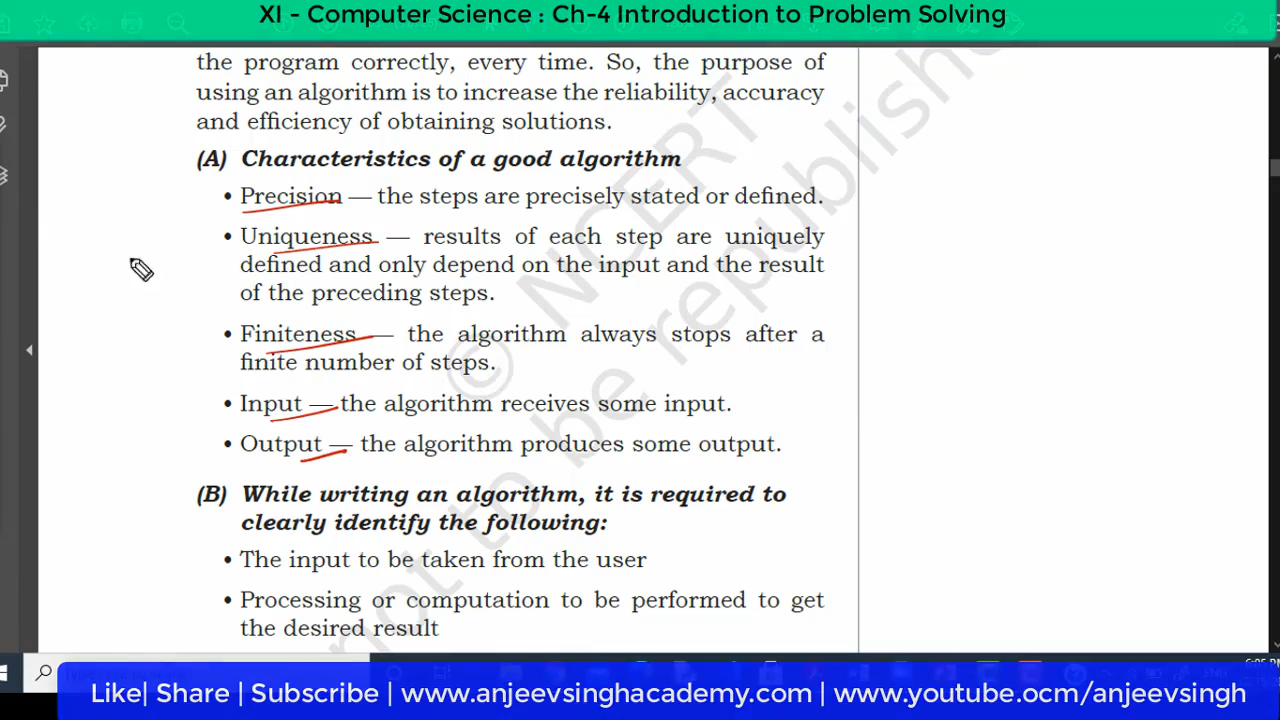 XI - Computer Science : Ch-4 Introduction to Problem Solving
the program correctly, every time. So, the purpose of
using an algorithm is to increase the reliability, accuracy
and efficiency of obtaining solutions.
(A) Characteristics of a good algorithm
• Precision — the steps are precisely stated or defined.
• Uniqueness — results of each step are uniquely
defined and only depend on the input and the result
of the preceding steps.
• Finiteness — the algorithm always stops after a
finite number of steps.
• Input — the algorithm receives some input.
• Output — the algorithm produces some output.
(B) While writing an algorithm, it is required to
clearly identify the following:
• The input to be taken from the user
• Processing or computation to be performed to get
the desired result
© NCERT
not to be republishe
Like| Share | Subscribe | www.anjeevsinghacademy.com | www.youtube.ocm/anjeevsingh